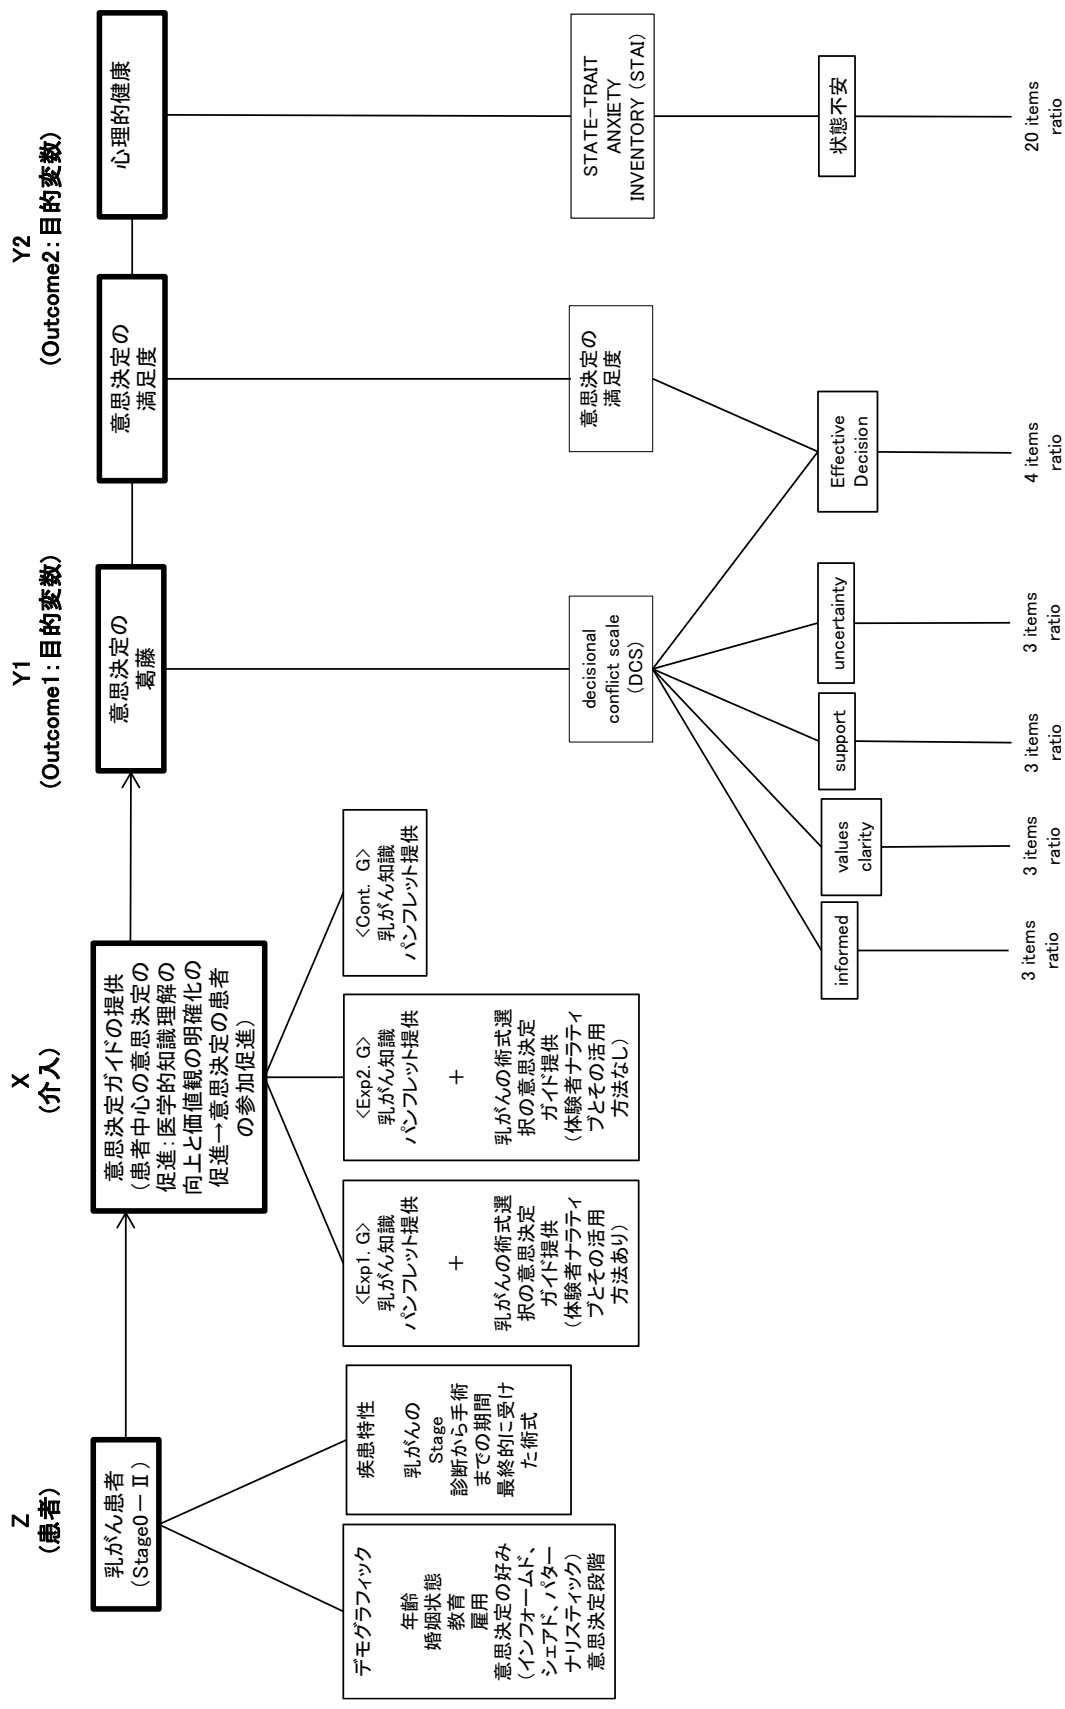 Z
(患者)
X
(介入)
Y1
(Outcome1:目的変数)
Y2
(Outcome2:目的変数)
乳がん患者
(Stage0-Ⅱ)
意思決定ガイドの提供
(患者中心の意思決定の
促進:医学的知識理解の
向上と価値観の明確化の
促進→意思決定の患者
の参加促進)
意思決定の
葛藤
意思決定の
満足度
心理的健康
デモグラフィック
年齢
婚姻状態
教育
雇用
意思決定の好み
(インフォームド、
シェアド、パター
ナリスティック)
意思決定段階
疾患特性
乳がんの
Stage
診断から手術
までの期間
最終的に受け
た術式
<Exp1. G>
乳がん知識
パンフレット提供
+
乳がんの術式選
択の意思決定
ガイド提供
(体験者ナラティ
ブとその活用
方法あり)
<Exp2. G>
乳がん知識
パンフレット提供
+
乳がんの術式選
択の意思決定
ガイド提供
(体験者ナラティ
ブとその活用
方法なし)
<Cont. G>
乳がん知識
パンフレット提供
decisional
conflict scale
(DCS)
意思決定の
満足度
STATE-TRAIT
ANXIETY
INVENTORY (STAI)
informed
values
clarity
support
uncertainty
Effective
Decision
状態不安
3 items
ratio
3 items
ratio
3 items
ratio
3 items
ratio
4 items
ratio
20 items
ratio